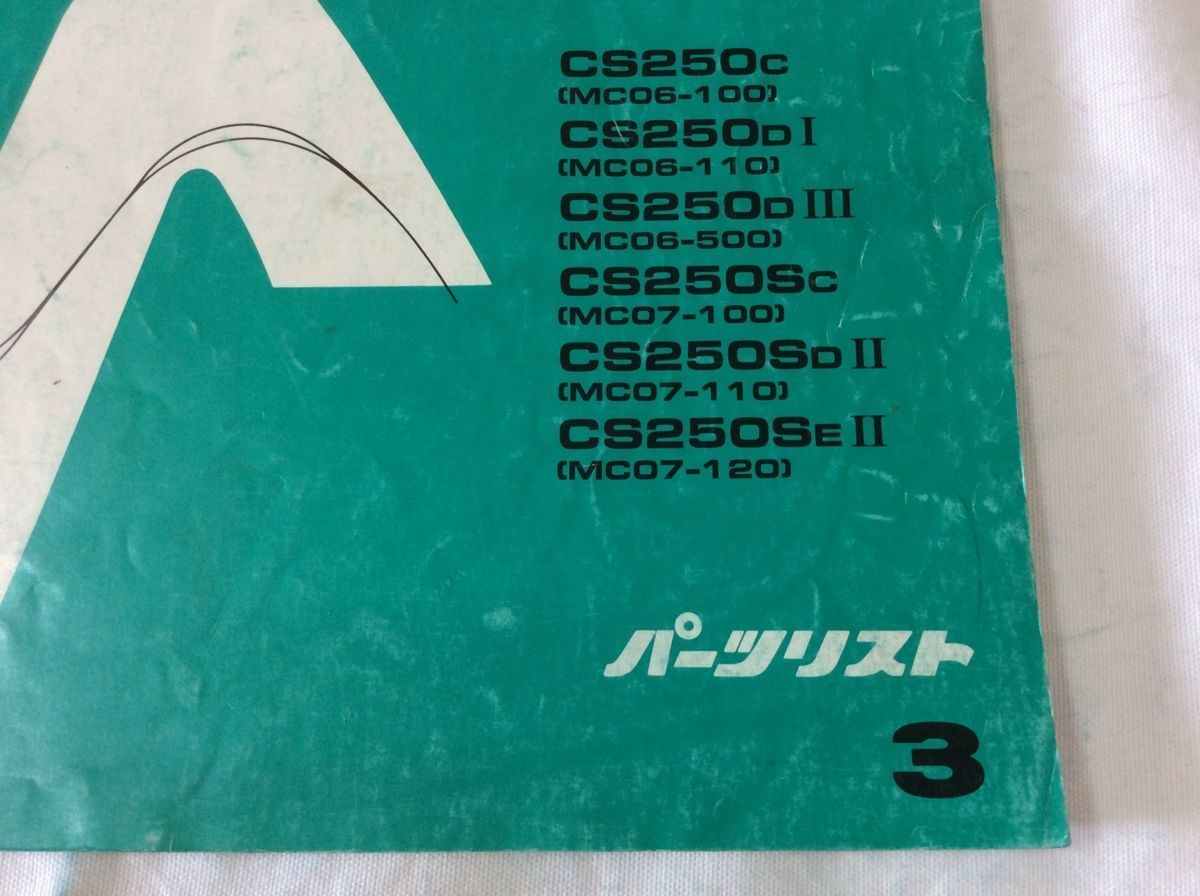 CS250C
(MC06-100)
CS250D I
(MC06-110)
CS250D III
(MC06-500)
CS250SC
(MC07-100)
CS250SD II
(MC07-110)
CS250SE II
(MC07-120)
パーツリスト
3